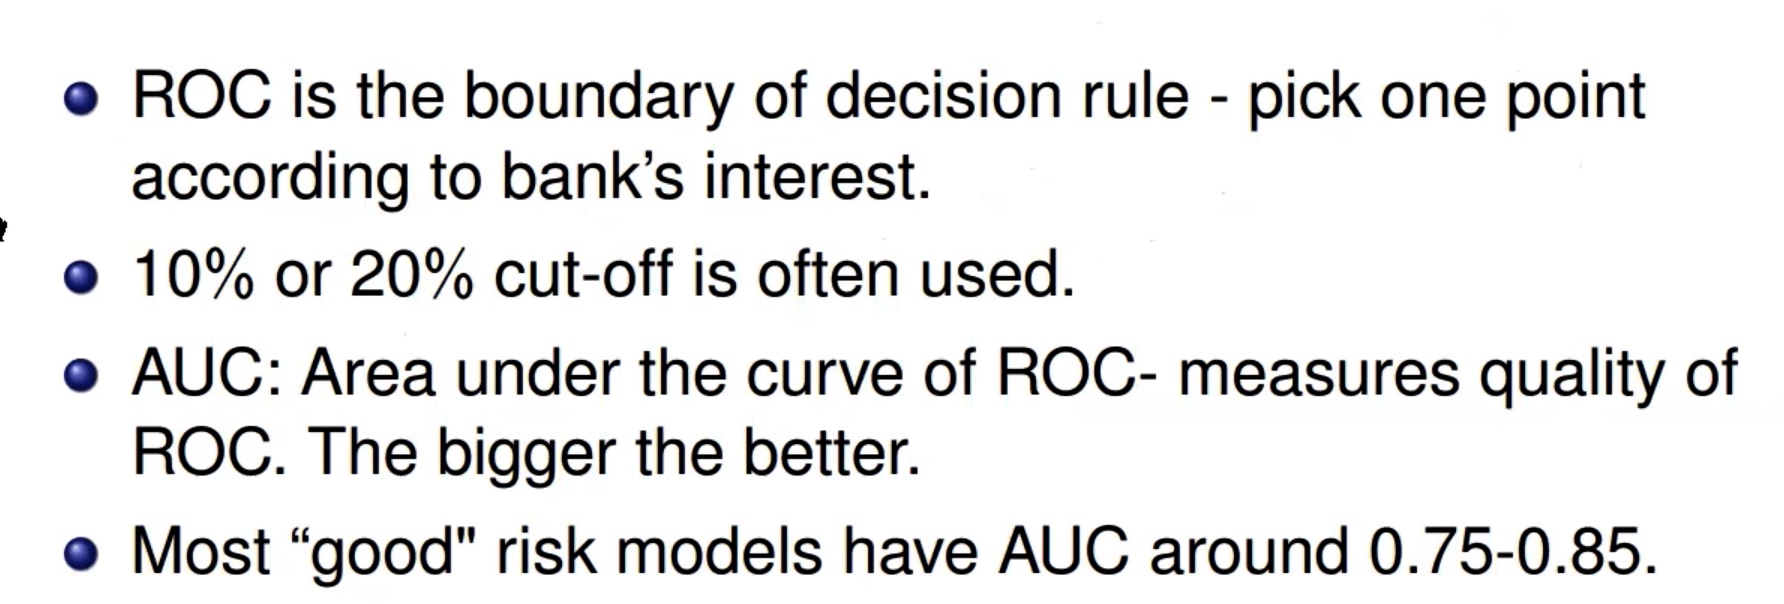 ROC is the boundary of decision rule - pick one point
according to bank’s interest.
10% or 20% cut-off is often used.
AUC: Area under the curve of ROC- measures quality of
ROC. The bigger the better.
Most “good" risk models have AUC around 0.75-0.85.